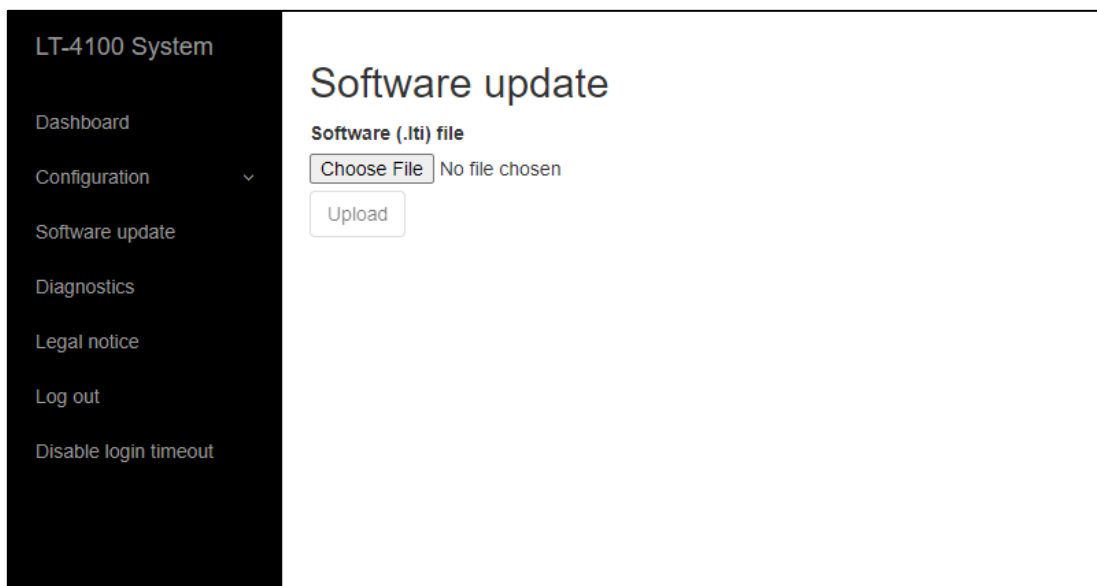 LT-4100 System
Dashboard
Configuration
Software update
Diagnostics
Legal notice
Log out
Disable login timeout
Software update
Software (.lti) file
Choose File No file chosen
Upload